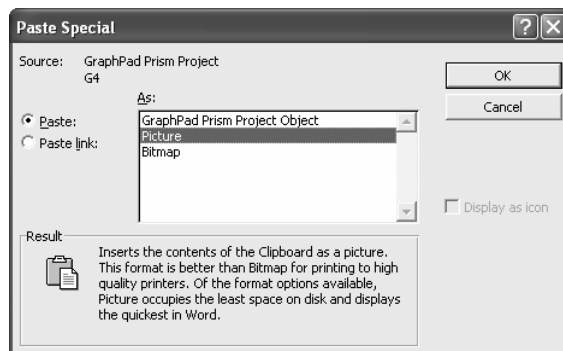 Paste Special
Source: GraphPad Prism Project
G4
OK
Cancel
As:
Paste:
Paste link:
GraphPad Prism Project Object
Picture
Bitmap
Display as icon
Result
Inserts the contents of the Clipboard as a picture.
This format is better than Bitmap for printing to high
quality printers. Of the format options available,
Picture occupies the least space on disk and displays
the quickest in Word.